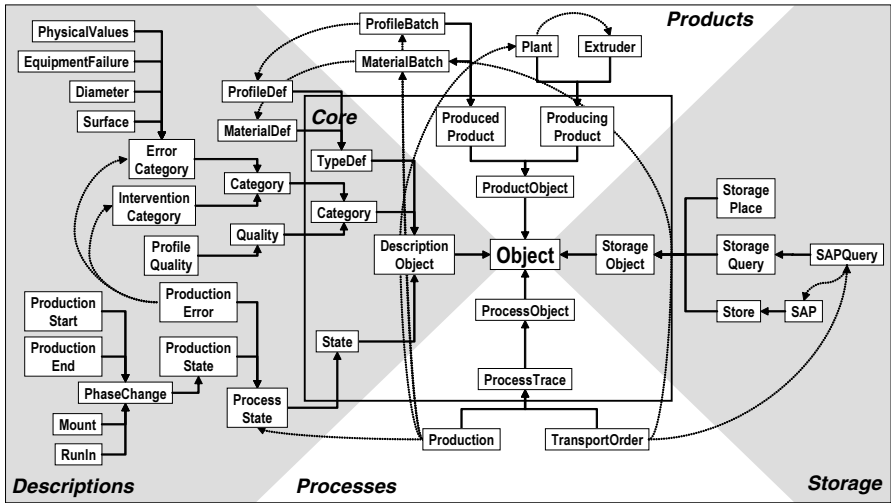 Products
ProfileBatch
PhysicalValues
Plant
Extruder
EquipmentFailure
MaterialBatch
Diameter
ProfileDef
Surface
MaterialDef
Core
Produced
Product
Producing
Product
Error
Category
TypeDef
Category
ProductObject
Intervention
Category
Category
Storage
Place
Profile
Quality
Quality
Description
Object
Object
Storage
Object
Storage
Query
SAPQuery
Production
Start
Production
Error
ProcessObject
Store
SAP
Production
End
Production
State
State
PhaseChange
Process
State
ProcessTrace
Mount
Production
TransportOrder
RunIn
Descriptions
Processes
Storage